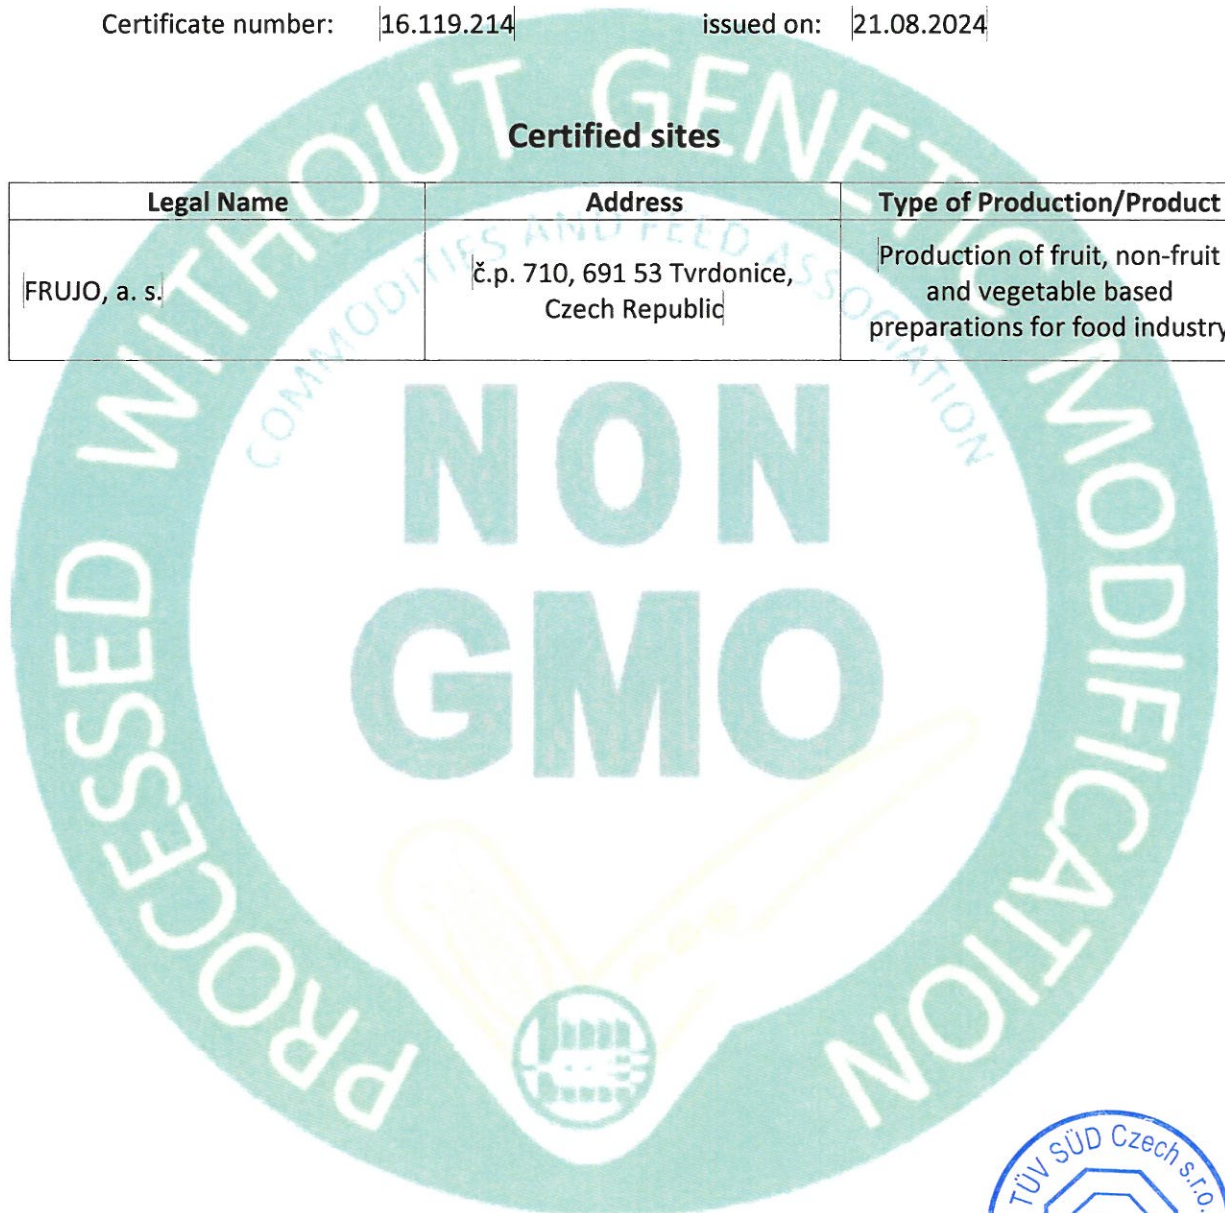 Certificate number: 16.119.214 issued on: 21.08.2024
Certified sites
Legal Name Address Type of Production/Product
FRUJO, a. s.
č.p. 710, 691 53 Tvrdonice,
Czech Republic
Production of fruit, non-fruit
and vegetable based
preparations for food industry
PROCESSED WITHOUT GENETIC MODIFICATION
COMMODITIES AND FEED ASSOCIATION
NON
GMO
TÜV SÜD Czech s.r.o.